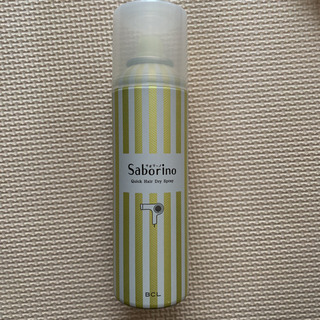 サボリーノ
Saborino
Quick Hair Dry Spray
BCL